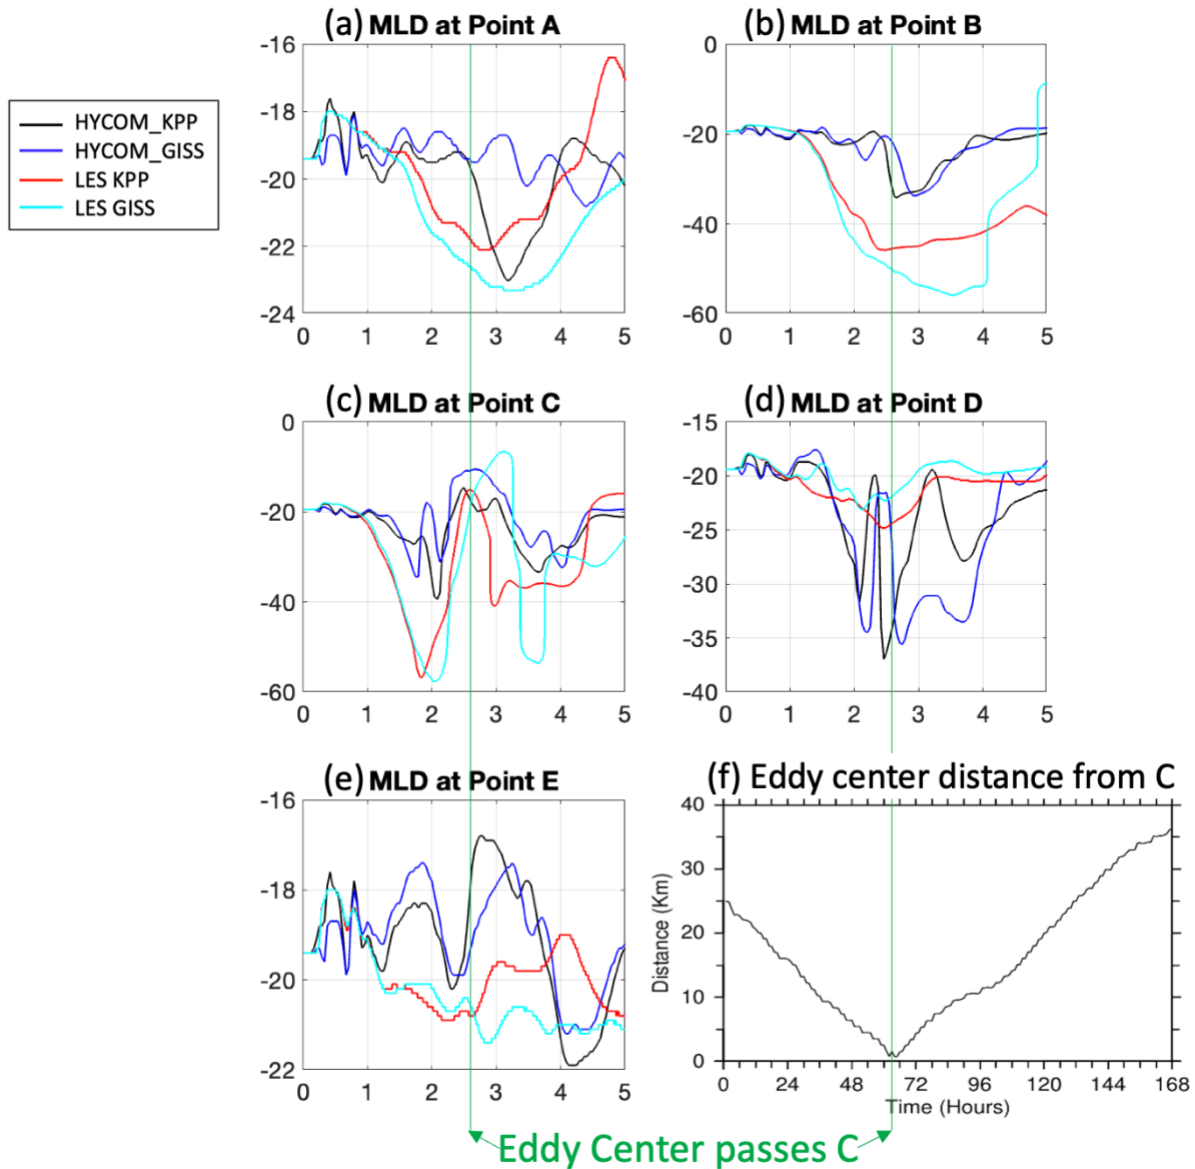 (a) MLD at Point A
(b) MLD at Point B
HYCOM_KPP
HYCOM_GISS
LES KPP
LES GISS
-16
-18
-20
-22
-24
0 1 2 3 4 5
0
-20
-40
-60
0 1 2 3 4 5
(c) MLD at Point C
(d) MLD at Point D
0
-20
-40
-60
0 1 2 3 4 5
-15
-20
-25
-30
-35
-40
0 1 2 3 4 5
(e) MLD at Point E
(f) Eddy center distance from C
-16
-18
-20
-22
0 1 2 3 4 5
Distance (Km)
40
30
20
10
0
0 24 48 72 96 120 144 168
Time (Hours)
Eddy Center passes C